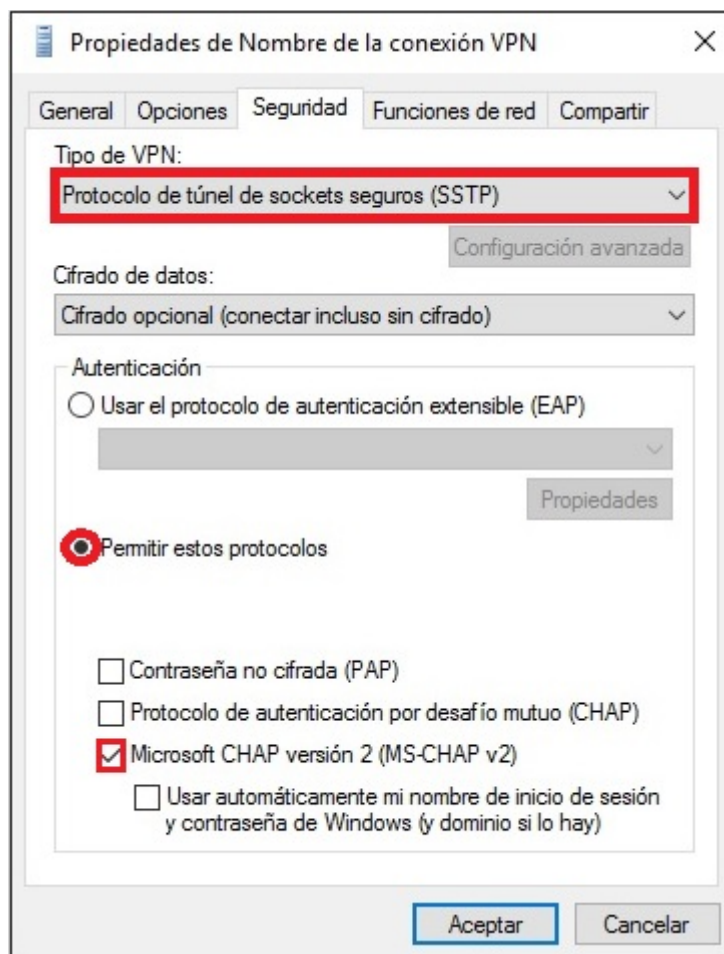 Propiedades de Nombre de la conexión VPN
General Opciones Seguridad Funciones de red Compartir
Tipo de VPN:
Protocolo de túnel de sockets seguros (SSTP)
Configuración avanzada
Cifrado de datos:
Cifrado opcional (conectar incluso sin cifrado)
Autenticación
Usar el protocolo de autenticación extensible (EAP)
Propiedades
Permitir estos protocolos
Contraseña no cifrada (PAP)
Protocolo de autenticación por desafío mutuo (CHAP)
Microsoft CHAP versión 2 (MS-CHAP v2)
Usar automáticamente mi nombre de inicio de sesión
y contraseña de Windows (y dominio si lo hay)
Aceptar Cancelar